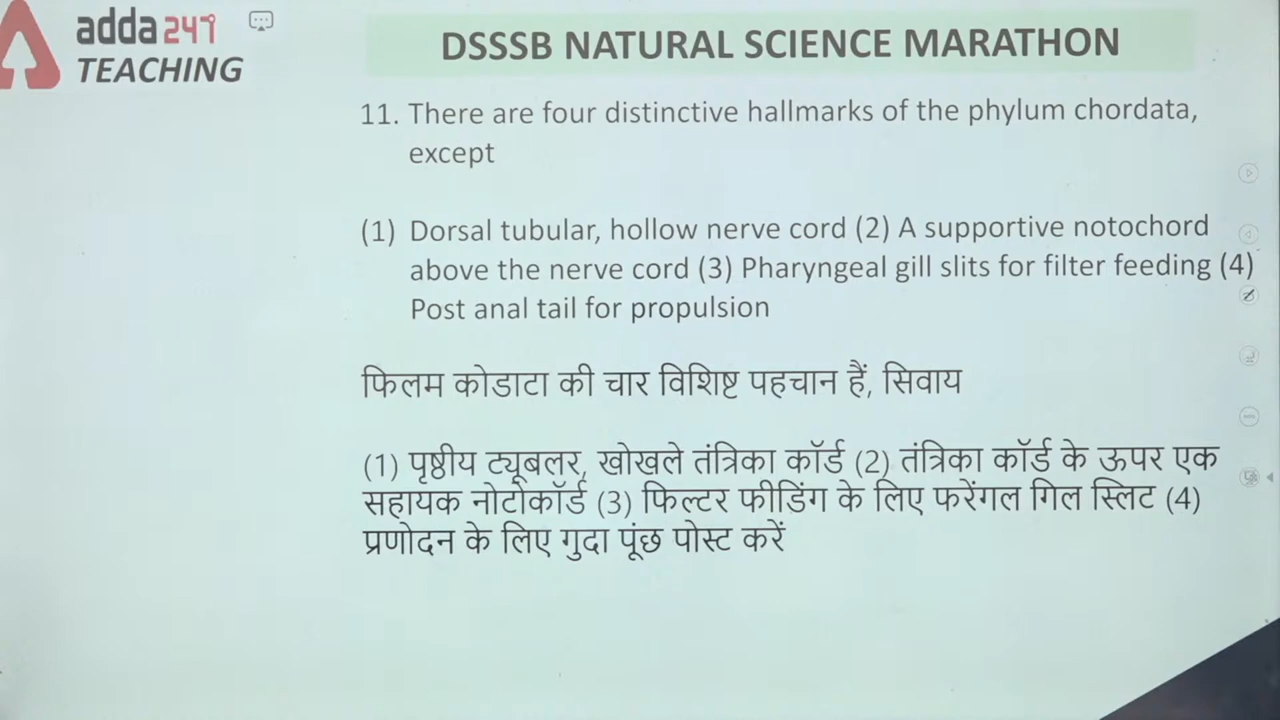 adda247
TEACHING
DSSSB NATURAL SCIENCE MARATHON
11. There are four distinctive hallmarks of the phylum chordata,
except
(1) Dorsal tubular, hollow nerve cord (2) A supportive notochord
above the nerve cord (3) Pharyngeal gill slits for filter feeding (4)
Post anal tail for propulsion
फिलम कोडाटा की चार विशिष्ट पहचान हैं, सिवाय
(1) पृष्ठीय ट्यूबलर, खोखले तंत्रिका कॉर्ड (2) तंत्रिका कॉर्ड के ऊपर एक
सहायक नोटोकॉर्ड (3) फिल्टर फीडिंग के लिए फरेंगल गिल स्लिट (4)
प्रणोदन के लिए गुदा पूंछ पोस्ट करें